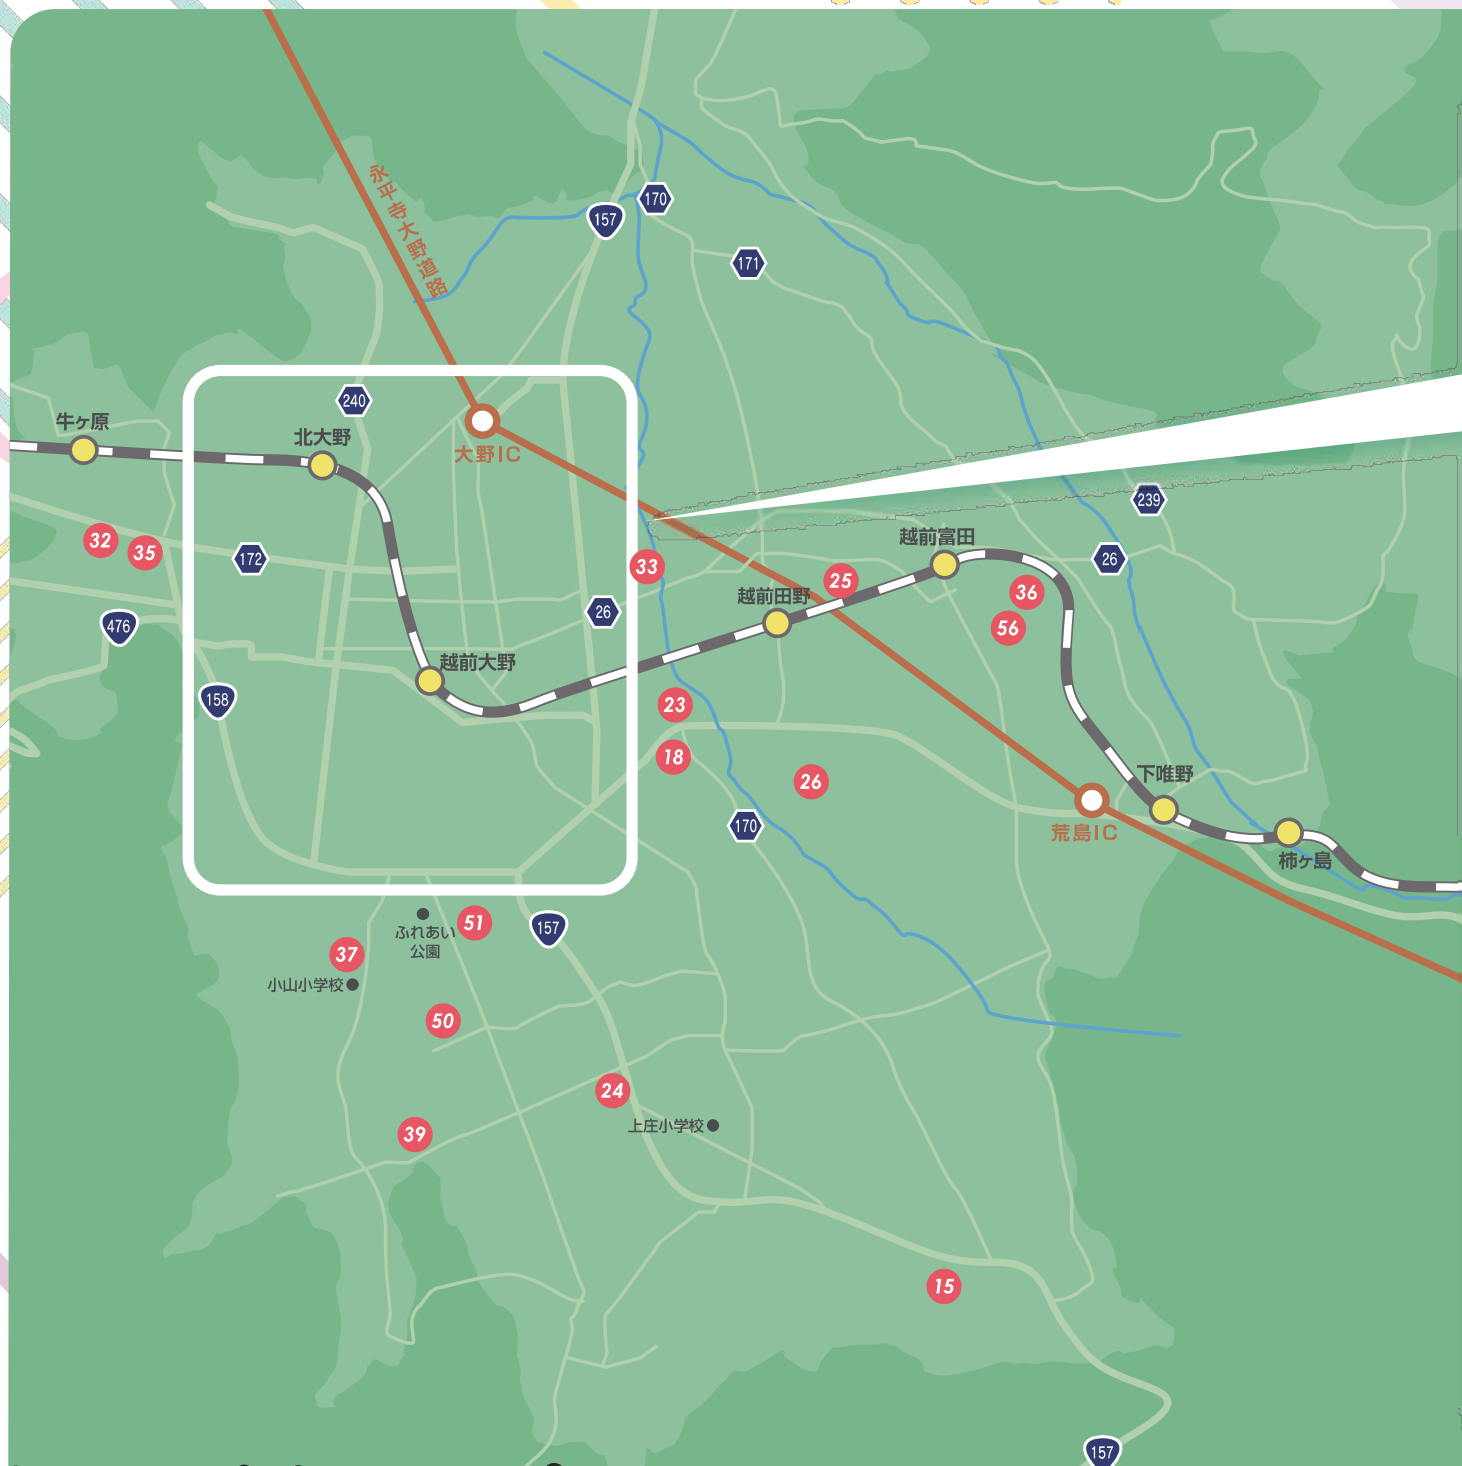 永平寺大野道路
170
157
171
240
牛ヶ原
北大野
大野IC
239
越前富田
32
35
172
33
25
26
越前田野
36
476
26
56
越前大野
158
23
18
26
下唯野
170
荒島IC
柿ヶ島
51
157
ふれあい
公園
37
小山小学校
50
24
39
上庄小学校
15
157